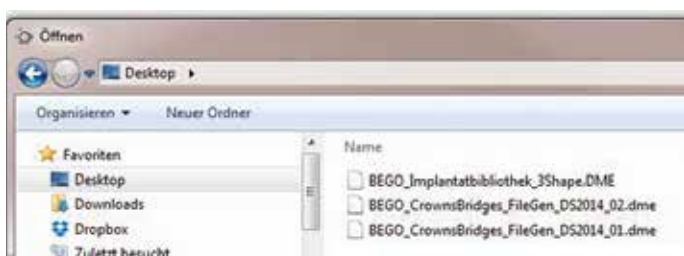 Öffnen
Desktop
Organisieren Neuer Ordner
Favoriten
Desktop
Downloads
Dropbox
Zuletzt besucht
Name
BEGO_Implantatbibliothek_3Shape.DME
BEGO_CrownsBridges_FileGen_DS2014_02.dme
BEGO_CrownsBridges_FileGen_DS2014_01.dme